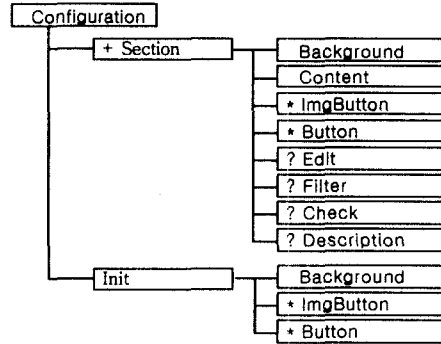 Configuration
+ Section
Background
Content
* ImgButton
* Button
? Edit
? Filter
? Check
? Description
Init
Background
* ImgButton
* Button